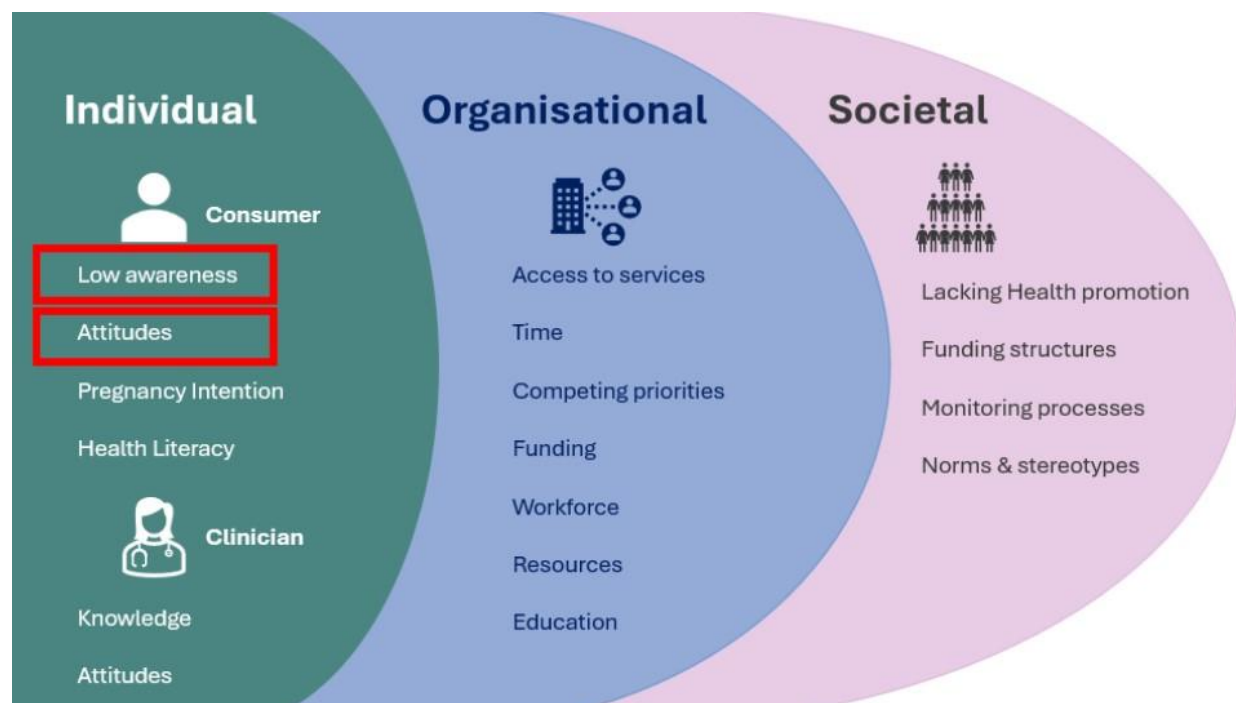 Individual
Consumer
Low awareness
Attitudes
Pregnancy Intention
Health Literacy
Clinician
Knowledge
Attitudes
Organisational
Access to services
Time
Competing priorities
Funding
Workforce
Resources
Education
Societal
Lacking Health promotion
Funding structures
Monitoring processes
Norms & stereotypes